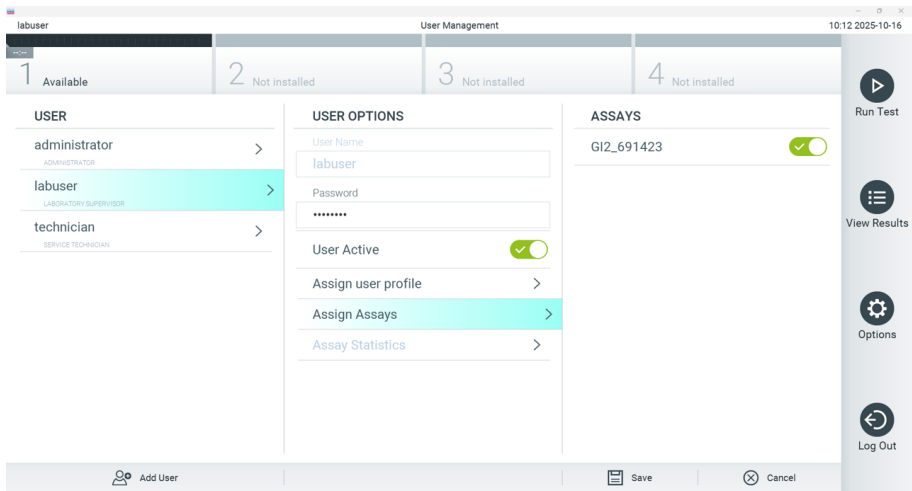 labuser
User Management
10:12 2025-10-16
--:--
1 Available
2 Not installed
3 Not installed
4 Not installed
Run Test
View Results
Options
Log Out
USER
administrator
ADMINISTRATOR
labuser
LABORATORY SUPERVISOR
technician
SERVICE TECHNICIAN
USER OPTIONS
User Name
labuser
Password
••••••••
User Active
Assign user profile
Assign Assays
Assay Statistics
ASSAYS
GI2_691423
Add User
Save
Cancel